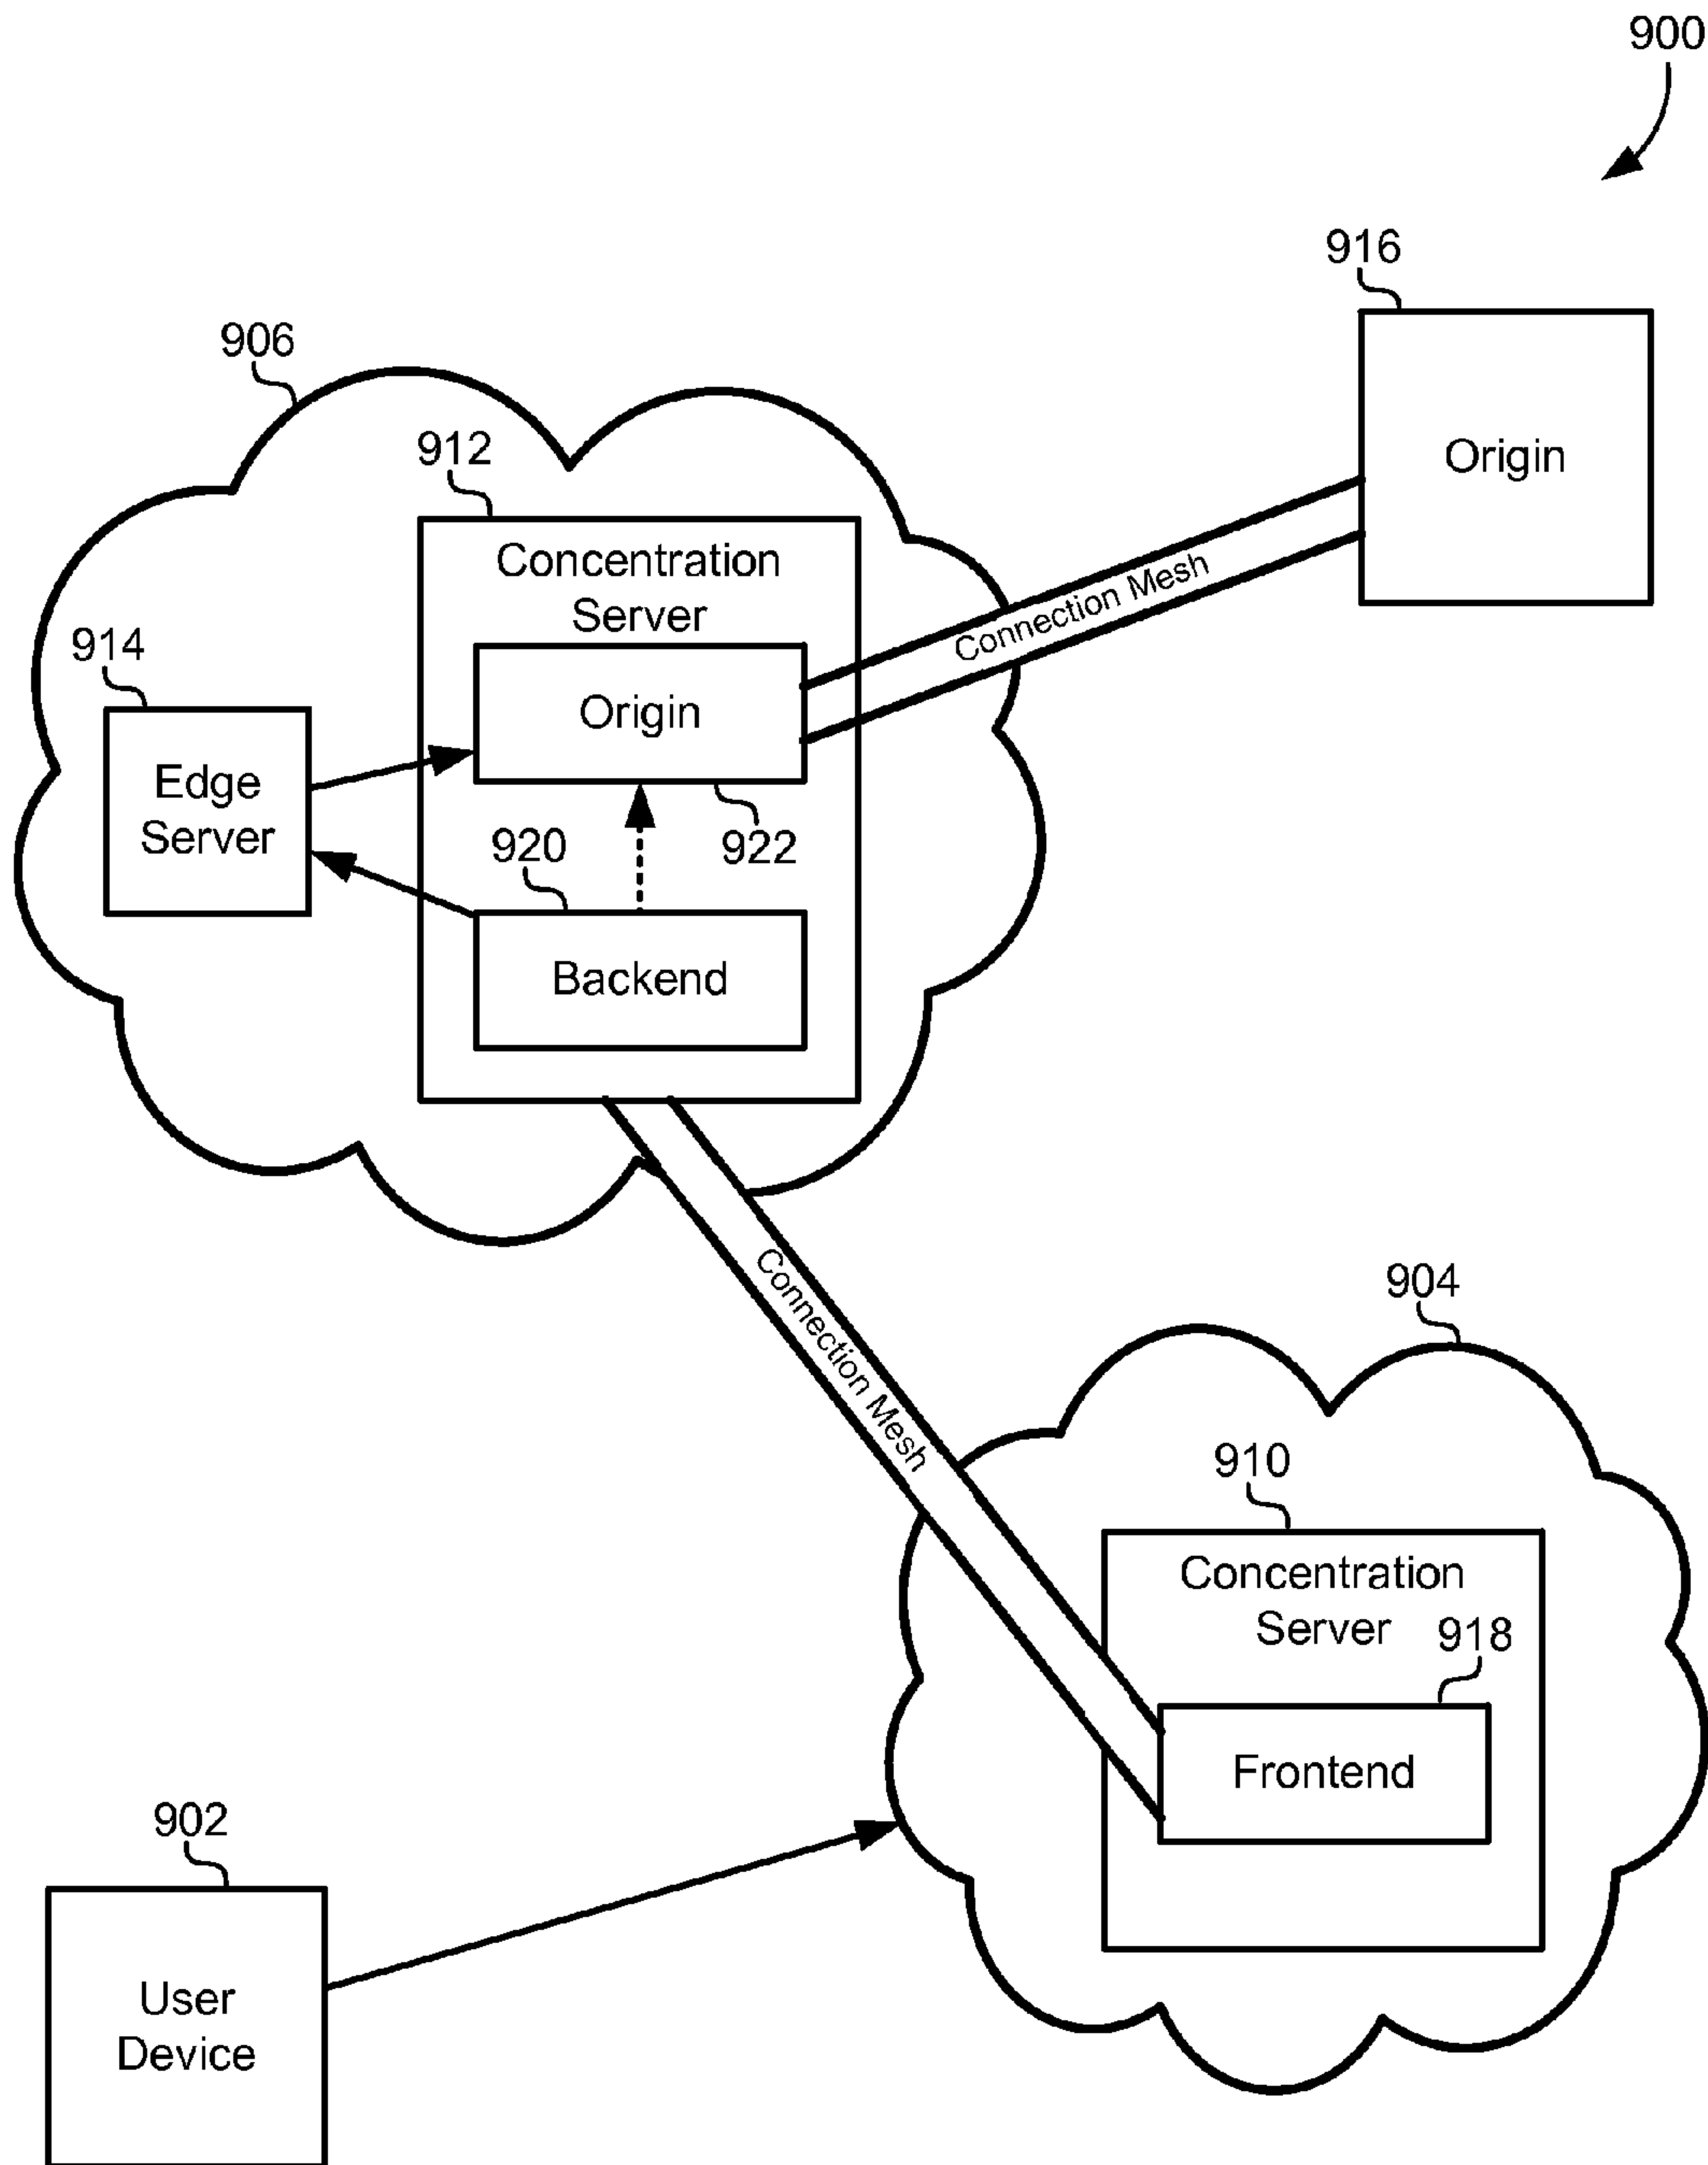 900
916
Origin
906
912
Concentration
Server
Connection Mesh
914
Origin
Edge
Server
920
922
Backend
Connection Mesh
904
910
Concentration
Server
918
Frontend
902
User
Device